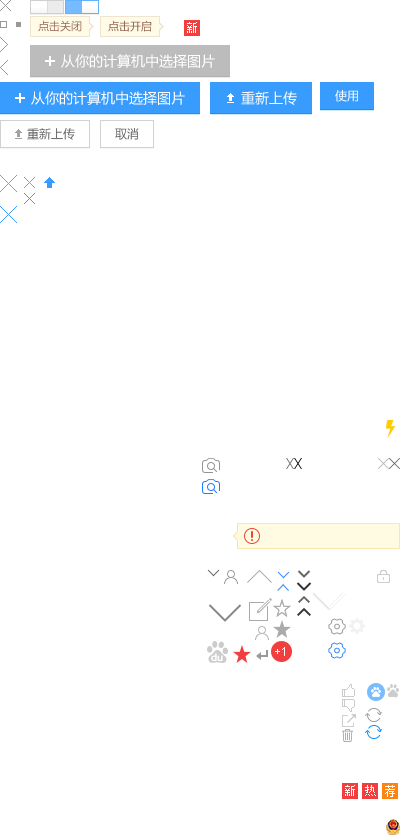 点击关闭 点击开启 新
+ 从你的计算机中选择图片
+ 从你的计算机中选择图片 重新上传 使用
重新上传 取消
du +1
新 热 荐